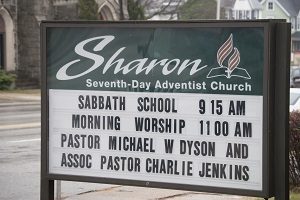 Sharon
Seventh-Day Adventist Church
SABBATH SCHOOL 9 15 AM
MORNING WORSHIP 11 00 AM
PASTOR MICHAEL W DYSON AND
ASSOC PASTOR CHARLIE JENKINS